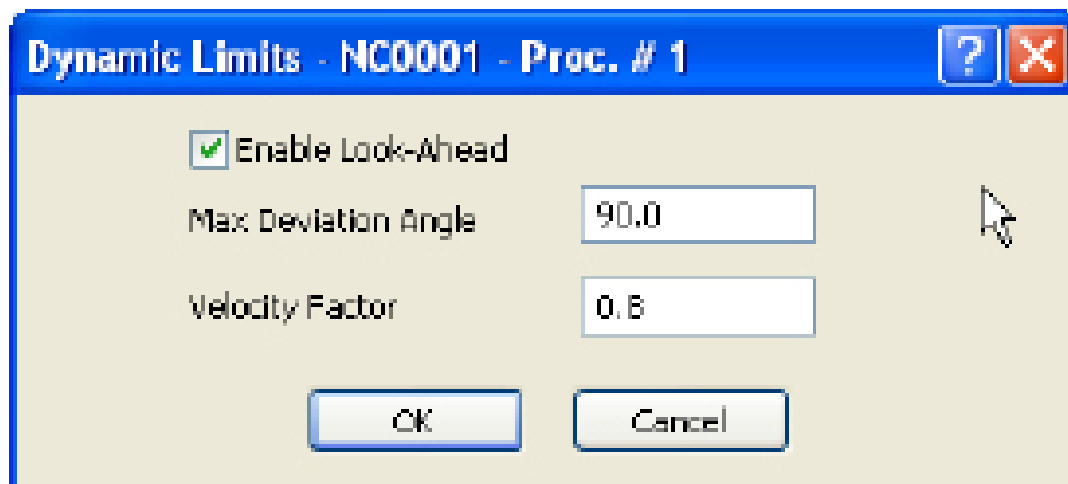 Dynamic Limits - NC0001 - Proc. # 1
Enable Look-Ahead
Max Deviation Angle 90.0
Velocity Factor 0.8
OK Cancel